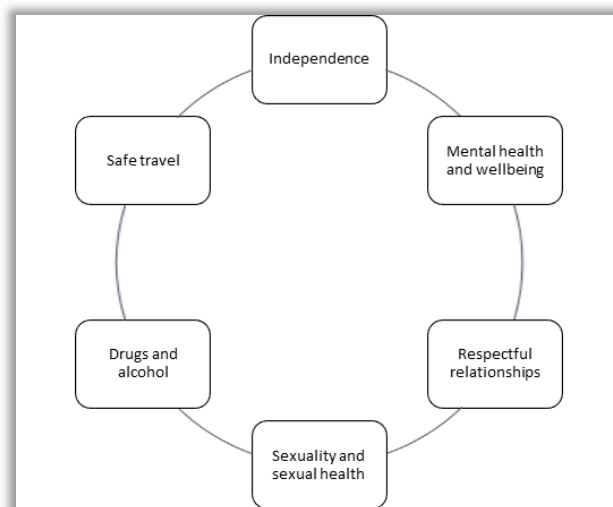 Independence
Mental health
and wellbeing
Respectful
relationships
Sexuality and
sexual health
Drugs and
alcohol
Safe travel